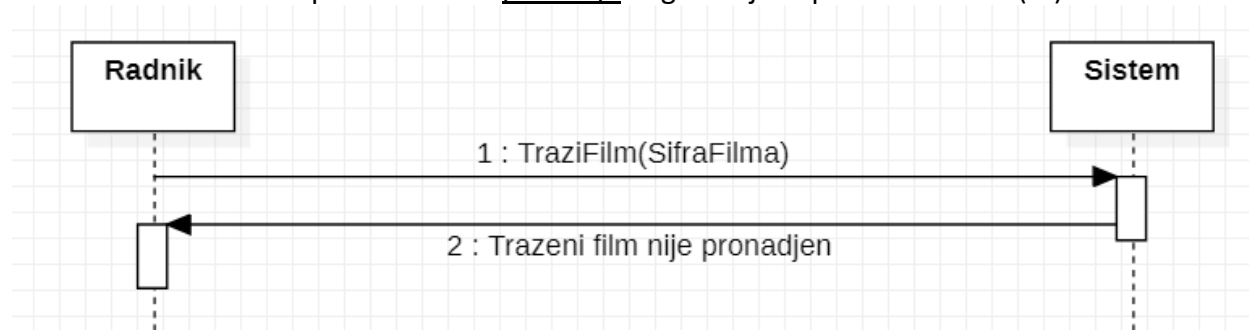 Radnik
Sistem
1 : TraziFilm(SifraFilma)
2 : Trazeni film nije pronadjen